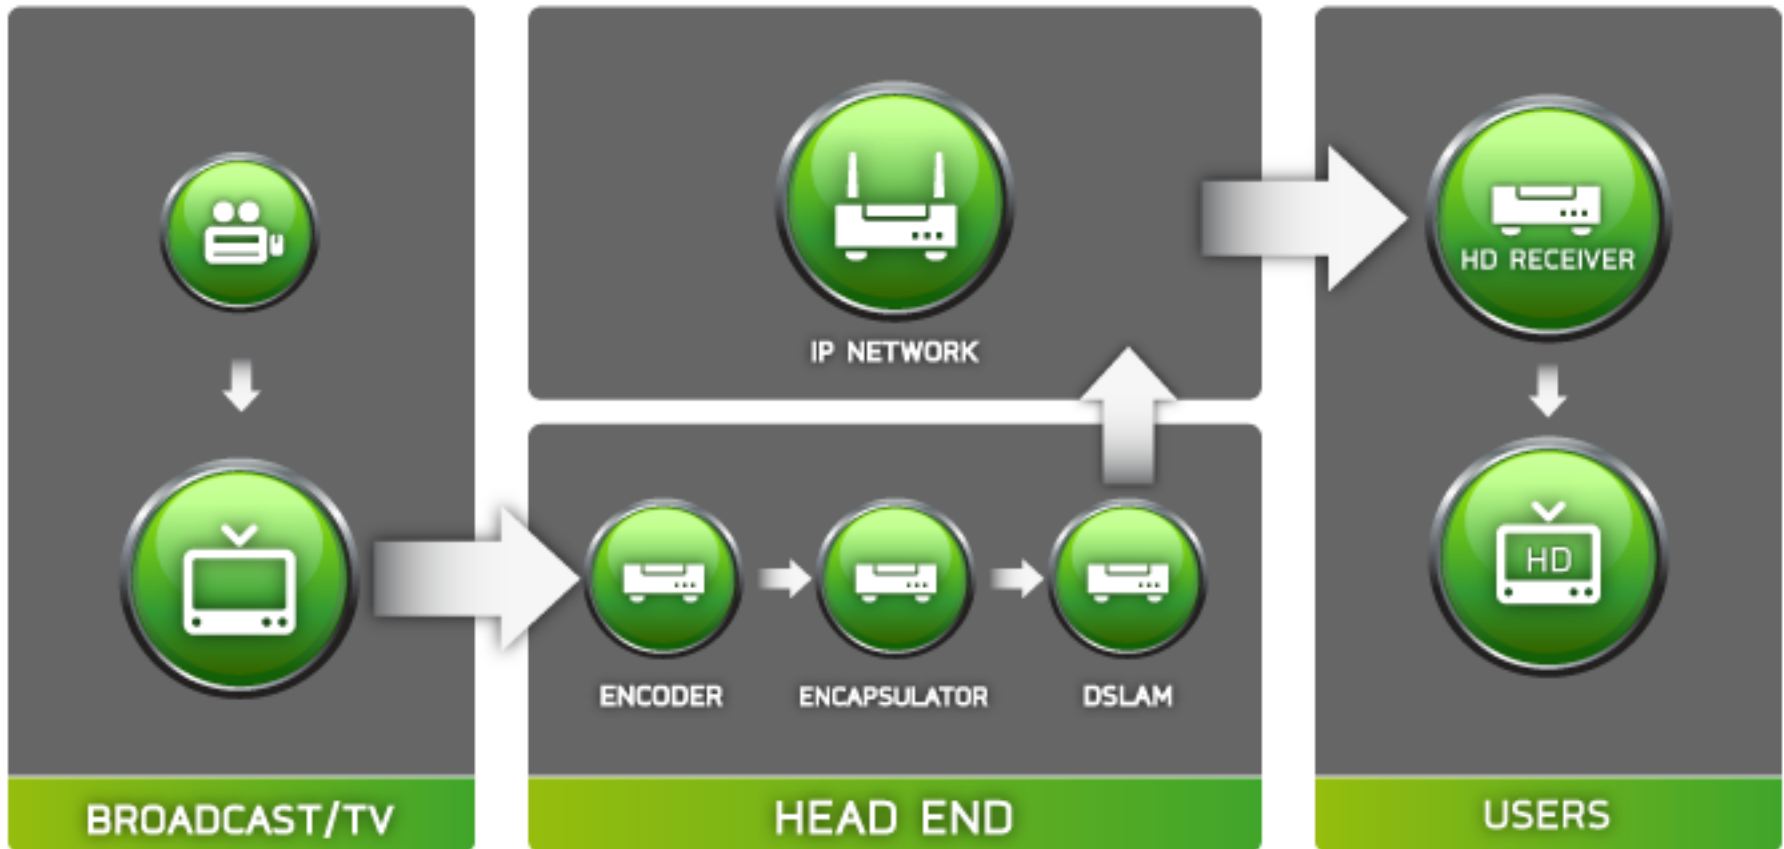 BROADCAST/TV
IP NETWORK
ENCODER
ENCAPSULATOR
DSLAM
HEAD END
HD RECEIVER
HD
USERS